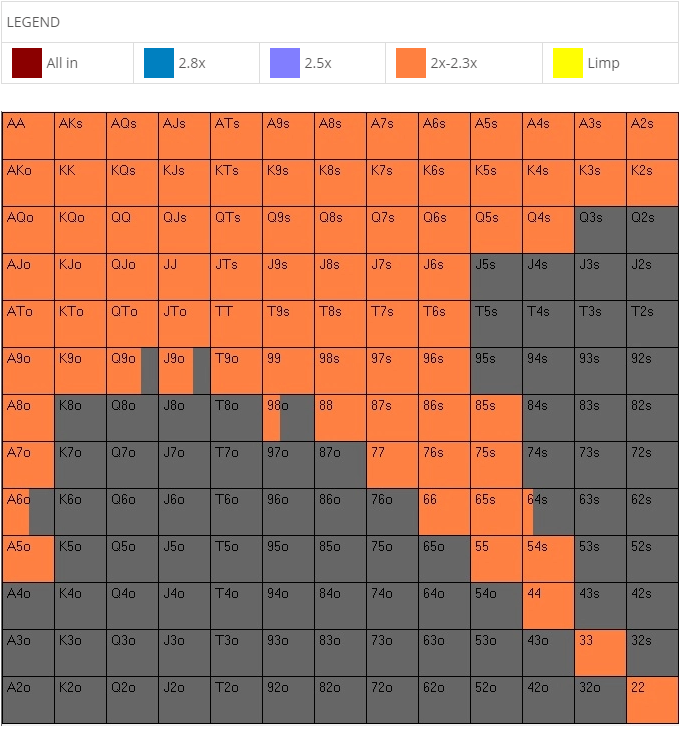 LEGEND
All in 2.8x 2.5x 2x-2.3x Limp
AA AKs AQs AJs ATs A9s A8s A7s A6s A5s A4s A3s A2s
AKo KK KQs KJs KTs K9s K8s K7s K6s K5s K4s K3s K2s
AQo KQo QQ QJs QTs Q9s Q8s Q7s Q6s Q5s Q4s Q3s Q2s
AJo KJo QJo JJ JTs J9s J8s J7s J6s J5s J4s J3s J2s
ATo KTo QTo JTo TT T9s T8s T7s T6s T5s T4s T3s T2s
A9o K9o Q9o J9o T9o 99 98s 97s 96s 95s 94s 93s 92s
A8o K8o Q8o J8o T8o 98o 88 87s 86s 85s 84s 83s 82s
A7o K7o Q7o J7o T7o 97o 87o 77 76s 75s 74s 73s 72s
A6o K6o Q6o J6o T6o 96o 86o 76o 66 65s 64s 63s 62s
A5o K5o Q5o J5o T5o 95o 85o 75o 65o 55 54s 53s 52s
A4o K4o Q4o J4o T4o 94o 84o 74o 64o 54o 44 43s 42s
A3o K3o Q3o J3o T3o 93o 83o 73o 63o 53o 43o 33 32s
A2o K2o Q2o J2o T2o 92o 82o 72o 62o 52o 42o 32o 22